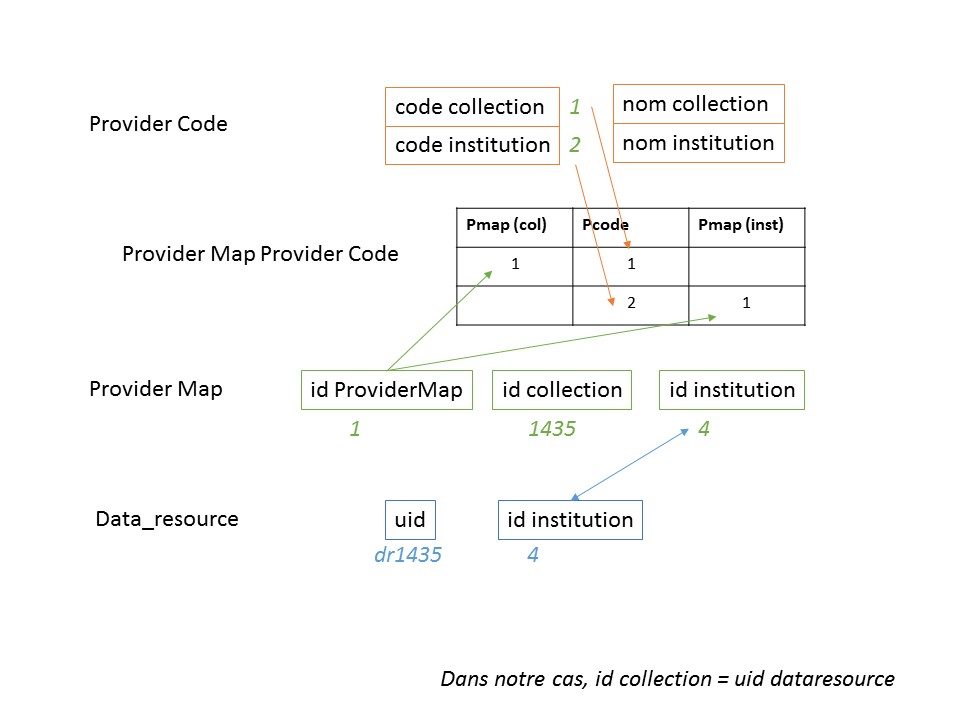 Provider Code
code collection 1 nom collection
code institution 2 nom institution
Provider Map Provider Code
Pmap (col) Pcode Pmap (inst)
1 1
2 1
Provider Map
id ProviderMap id collection id institution
1 1435 4
Data_resource
uid id institution
dr1435 4
Dans notre cas, id collection = uid dataresource